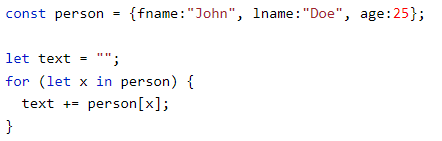 const person = {fname:"John", lname:"Doe", age:25};

let text = "";
for (let x in person) {
  text += person[x];
}